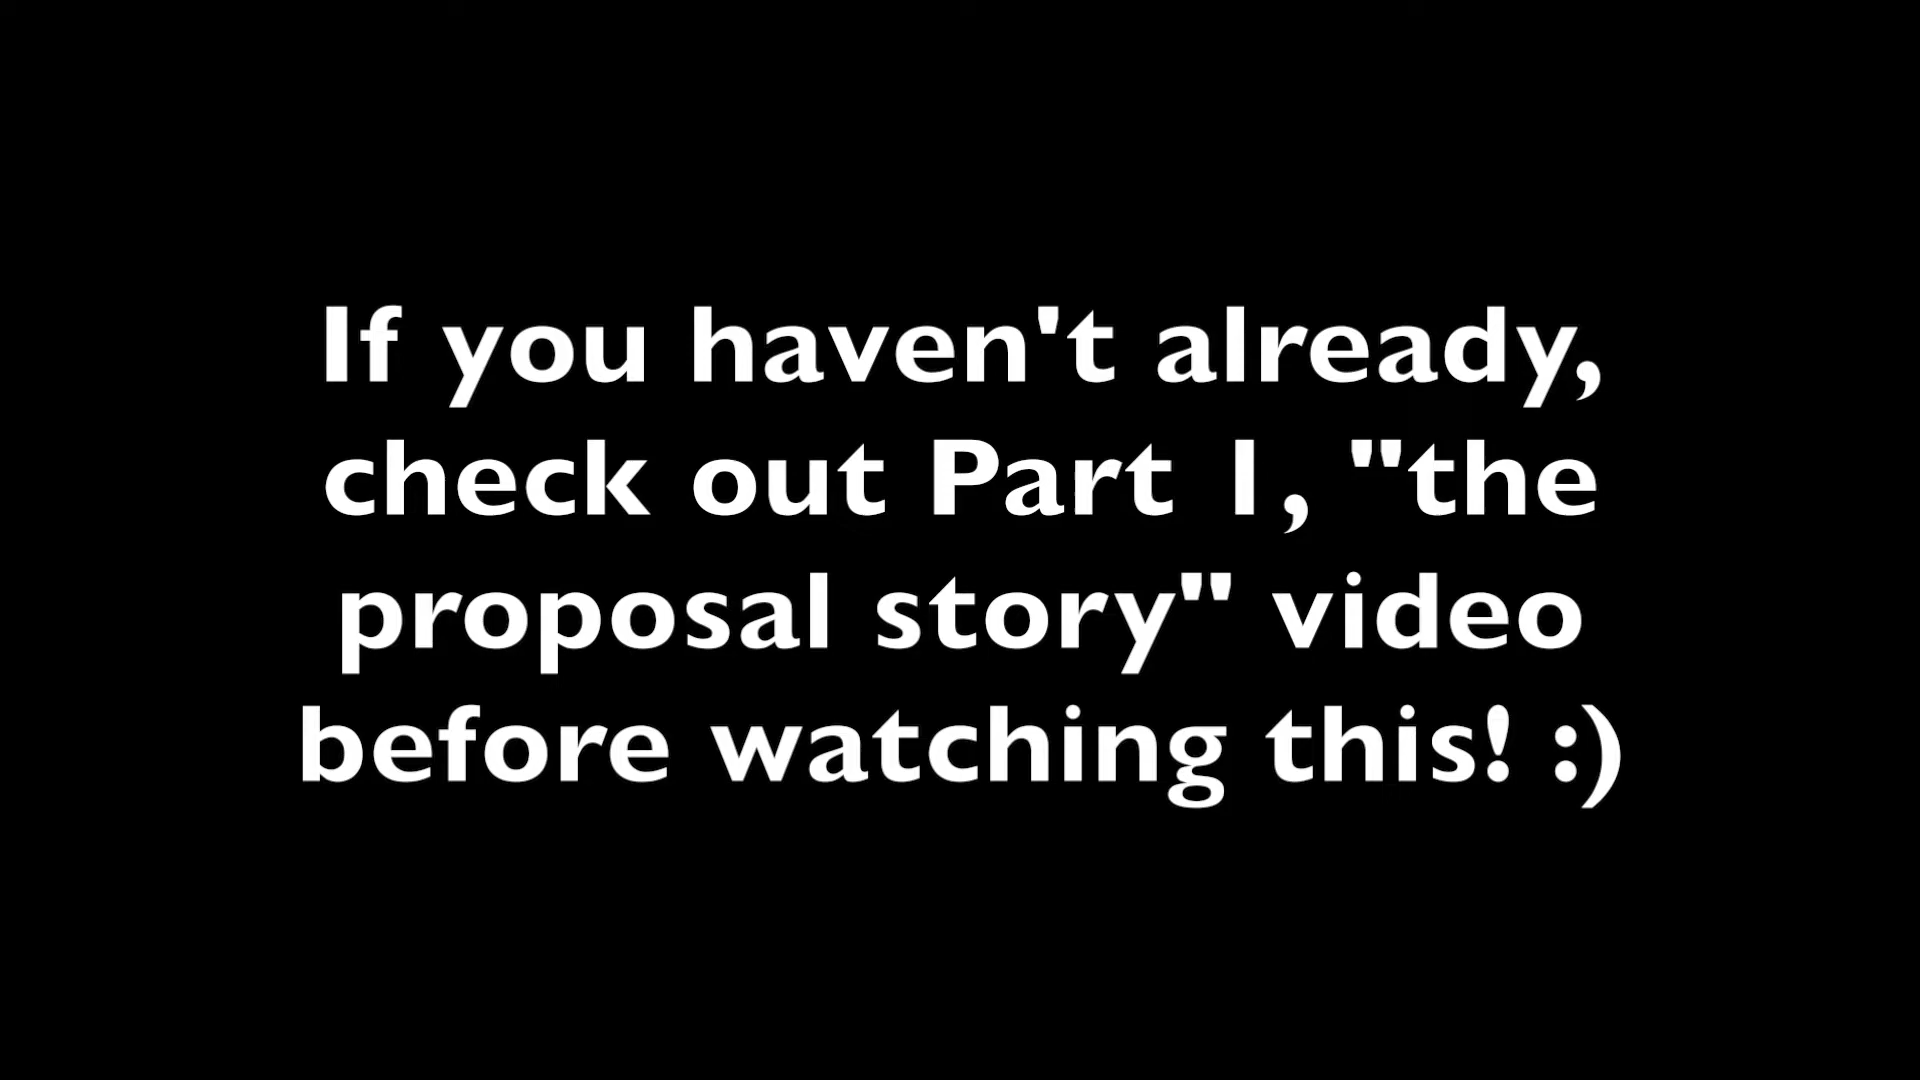 If you haven't already,
check out Part 1, "the
proposal story" video
before watching this! :)